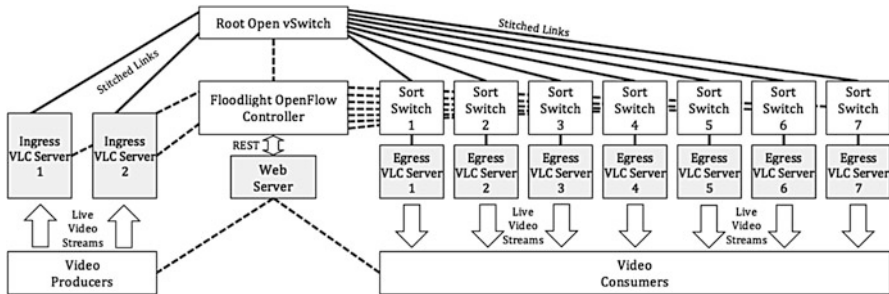 Root Open vSwitch
Stitched Links
Stitched Links
Floodlight OpenFlow
Controller
REST
Web
Server
Ingress
VLC Server
1
Ingress
VLC Server
2
Sort
Switch
1
Sort
Switch
2
Sort
Switch
3
Sort
Switch
4
Sort
Switch
5
Sort
Switch
6
Sort
Switch
7
Egress
VLC Server
1
Egress
VLC Server
2
Egress
VLC Server
3
Egress
VLC Server
4
Egress
VLC Server
5
Egress
VLC Server
6
Egress
VLC Server
7
Live
Video
Streams
Live
Video
Streams
Live
Video
Streams
Video
Producers
Video
Consumers